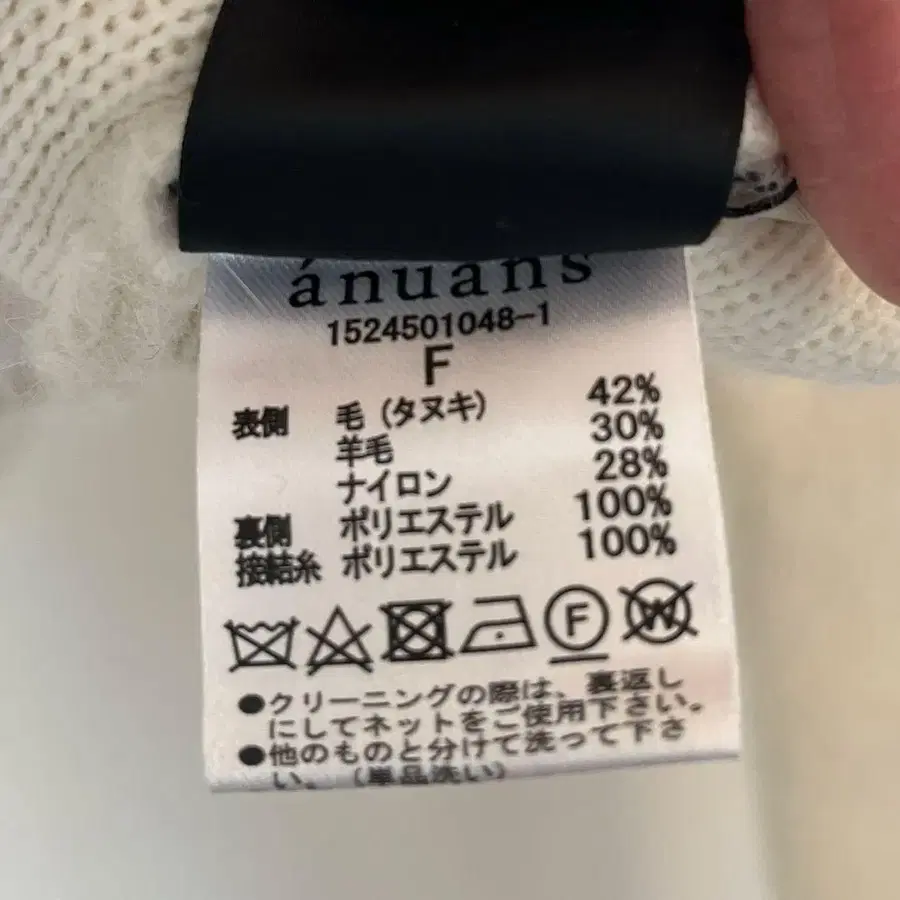 ánuans
1524501048-1
F
表側 毛(タヌキ) 42%
羊毛 30%
ナイロン 28%
裏側 ポリエステル 100%
接結糸 ポリエステル 100%
F W
●クリーニングの際は、裏返し
にしてネットをご使用下さい。
●他のものと分けて洗って下さ
い。(単品洗い)